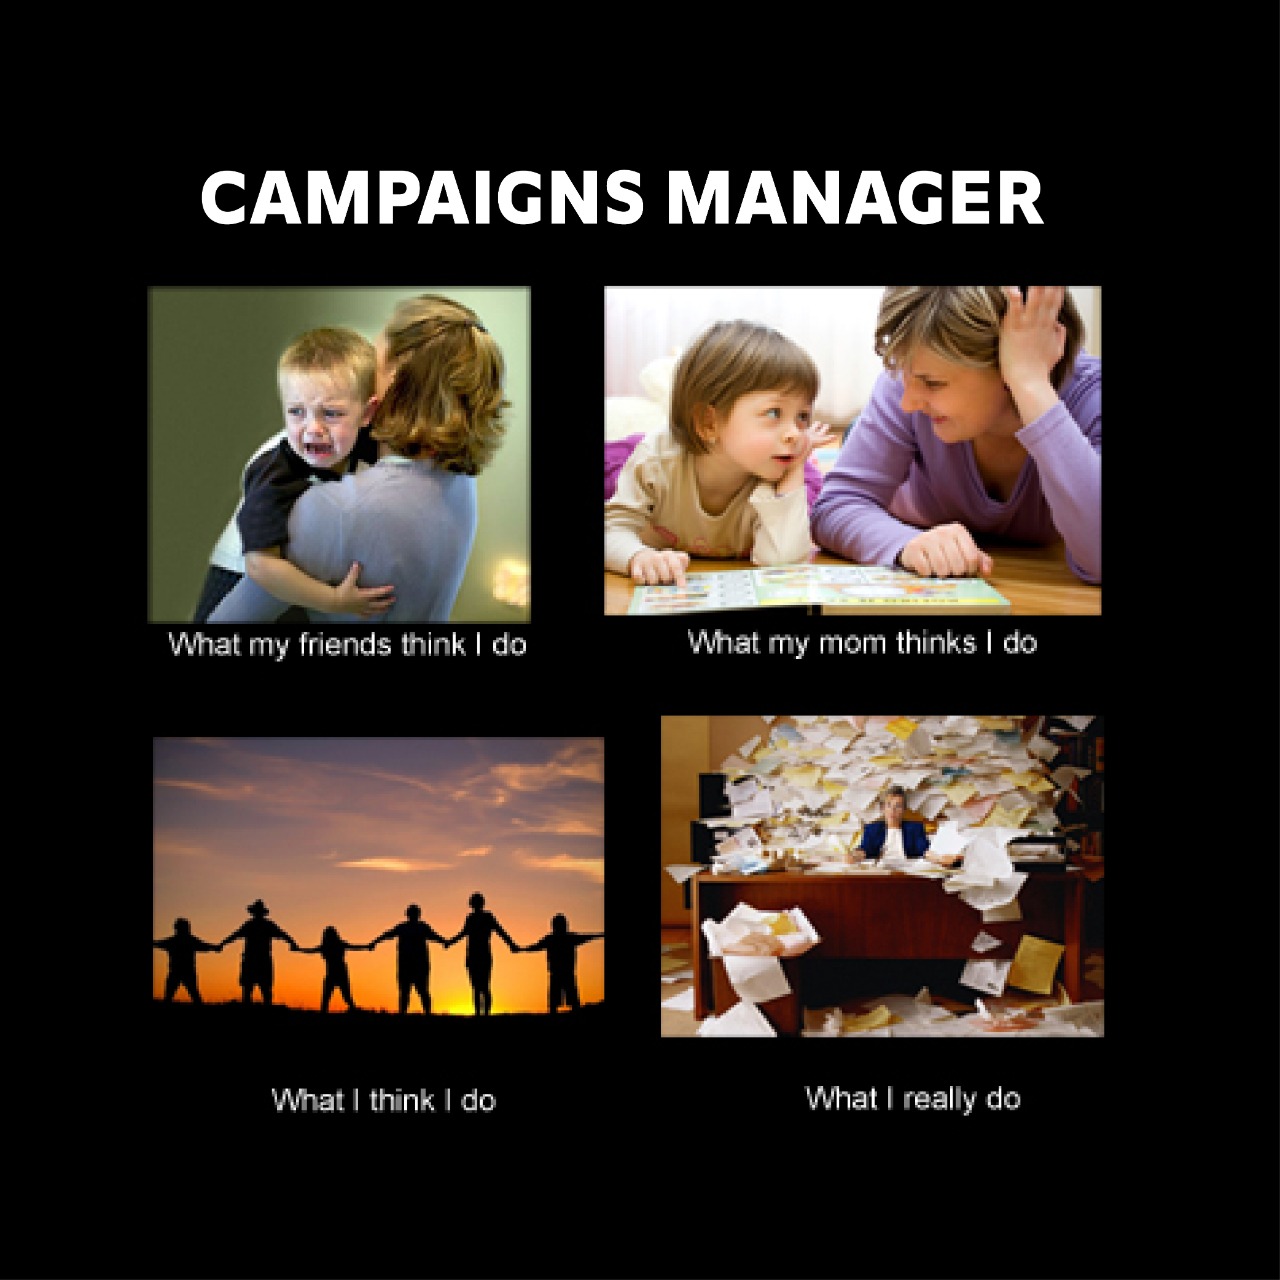 CAMPAIGNS MANAGER
What my friends think I do
What my mom thinks I do
What I think I do
What I really do